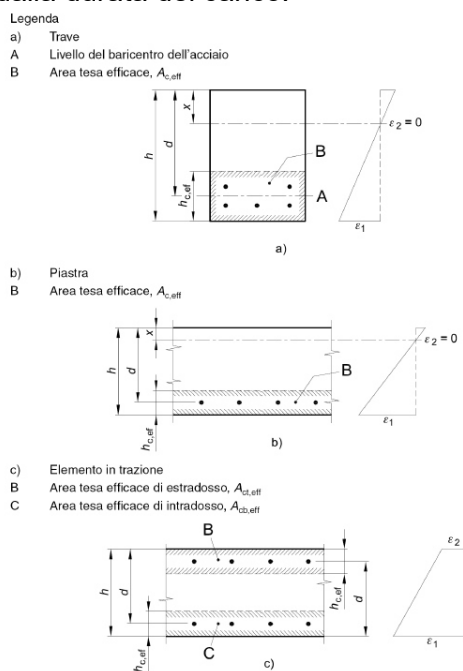 Legenda
a) Trave
A Livello del baricentro dell'acciaio
B Area tesa efficace, Ac,eff
h
d
x
hc,ef
B
A
ε2 = 0
ε1
a)
b) Piastra
B Area tesa efficace, Ac,eff
h
d
x
hc,ef
B
ε2 = 0
ε1
b)
c) Elemento in trazione
B Area tesa efficace di estradosso, Act,eff
C Area tesa efficace di intradosso, Acb,eff
B
h
d
hc,ef
hc,ef
d
C
ε2
ε1
c)